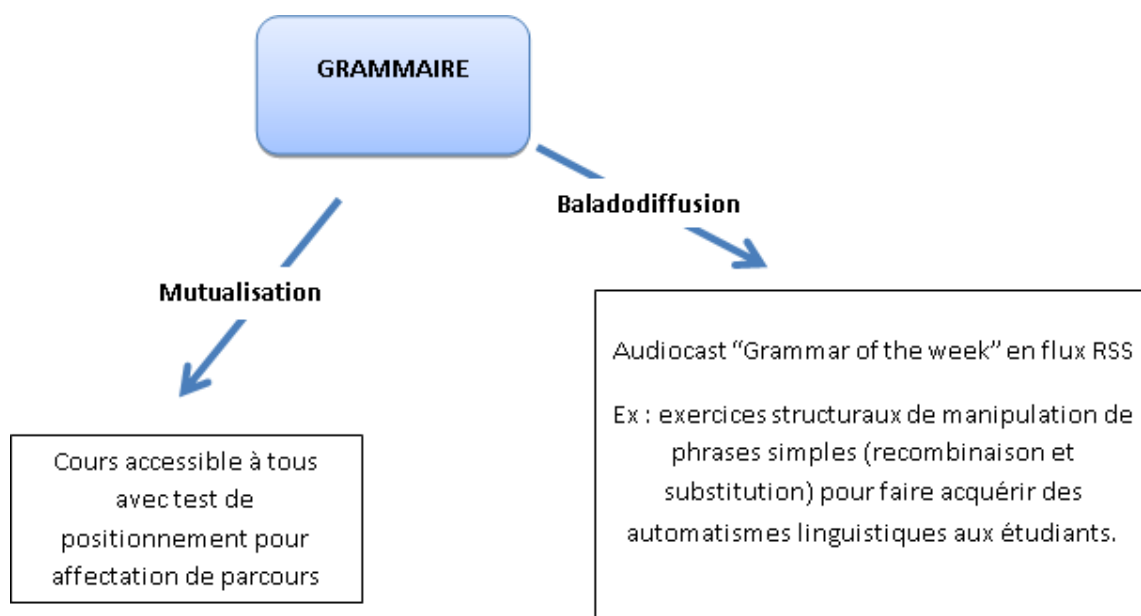 GRAMMAIRE
Baladodiffusion
Mutualisation
Audiocast “Grammar of the week” en flux RSS
Ex : exercices structuraux de manipulation de
phrases simples (recombinaison et
substitution) pour faire acquérir des
automatismes linguistiques aux étudiants.
Cours accessible à tous
avec test de
positionnement pour
affectation de parcours